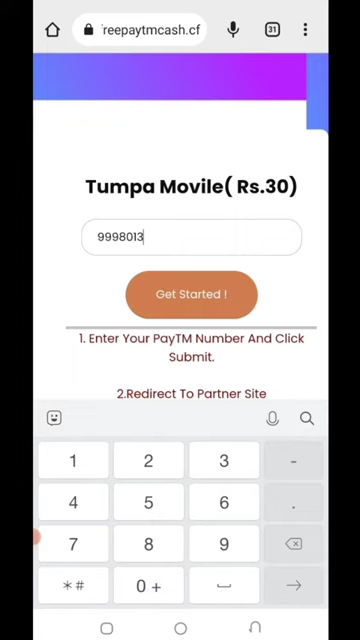 reepaytmcash.cf
31
Tumpa Movile( Rs.30)
9998013
Get Started !
1. Enter Your PayTM Number And Click
Submit.
2.Redirect To Partner Site
1 2 3 -
4 5 6 .
7 8 9
*# 0 +